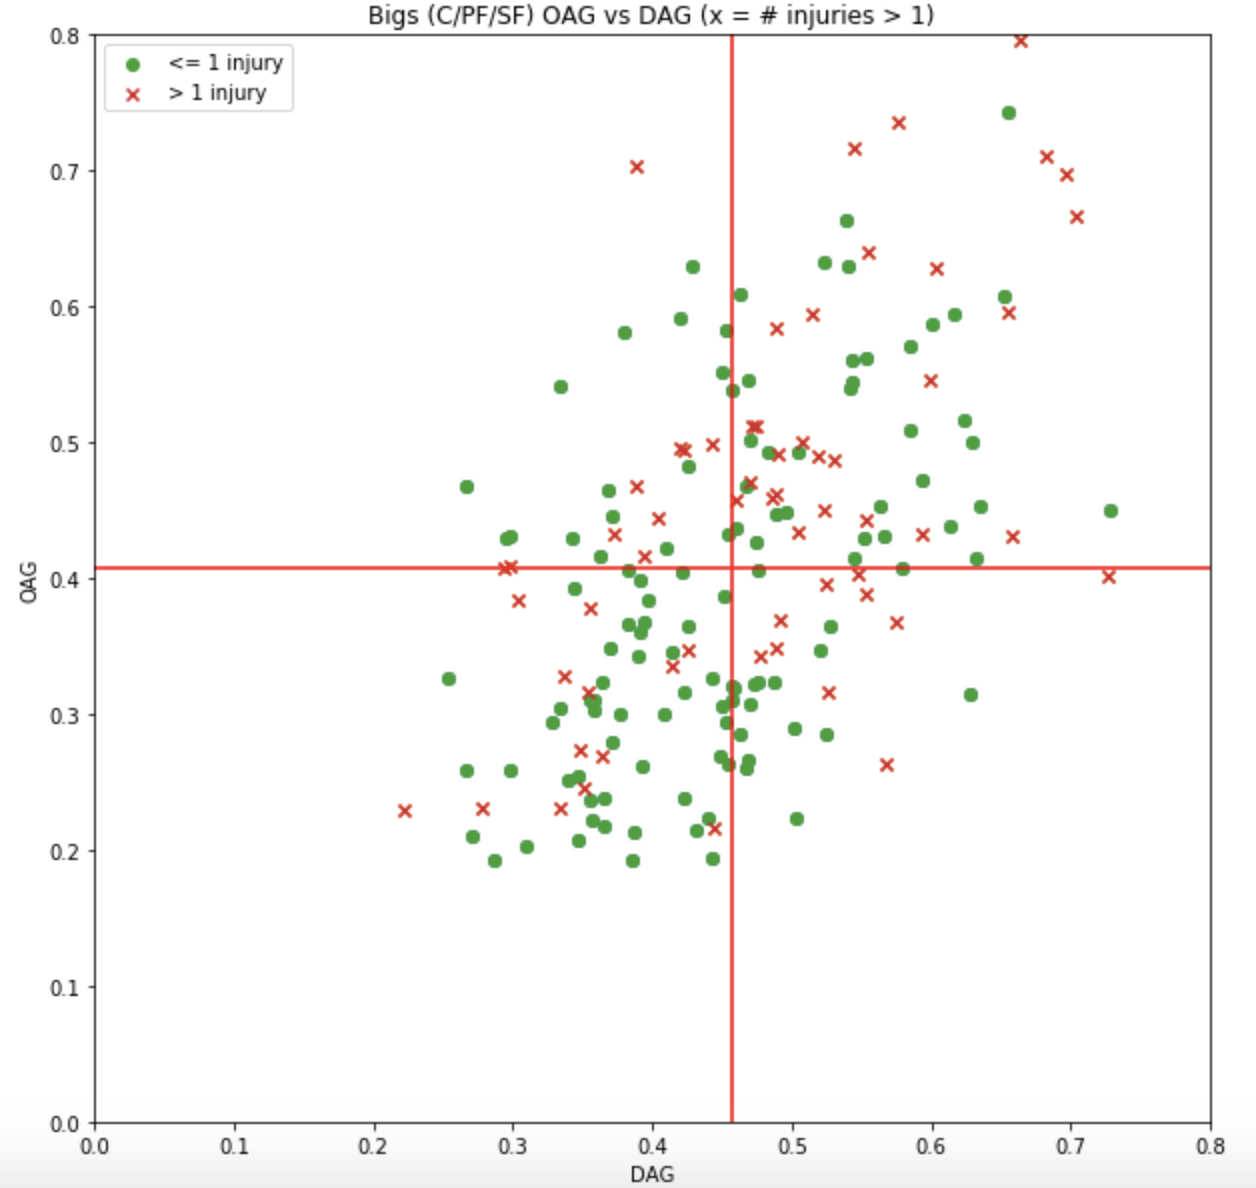 Bigs (C/PF/SF) OAG vs DAG (x = # injuries > 1)
<= 1 injury
> 1 injury
0.8
0.7
0.6
0.5
0.4
0.3
0.2
0.1
0.0
OAG
0.0 0.1 0.2 0.3 0.4 0.5 0.6 0.7 0.8
DAG